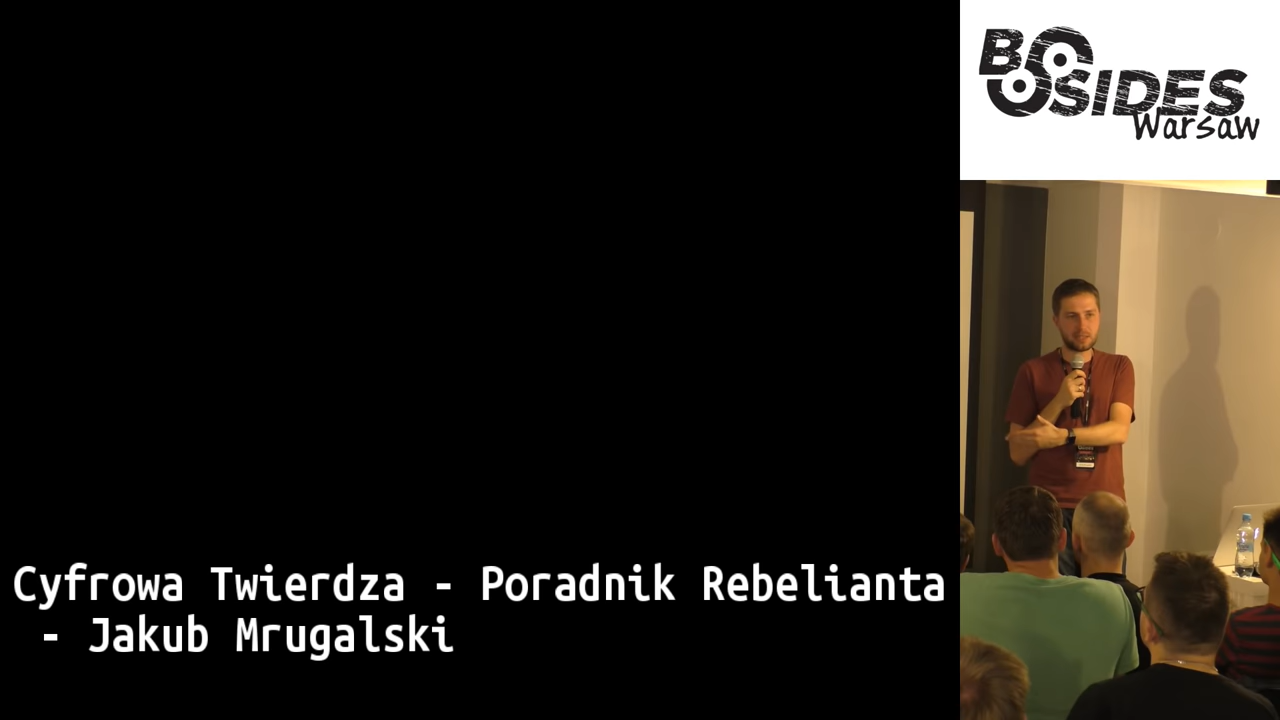 BSIDES
Warsaw
Cyfrowa Twierdza - Poradnik Rebelianta
- Jakub Mrugalski